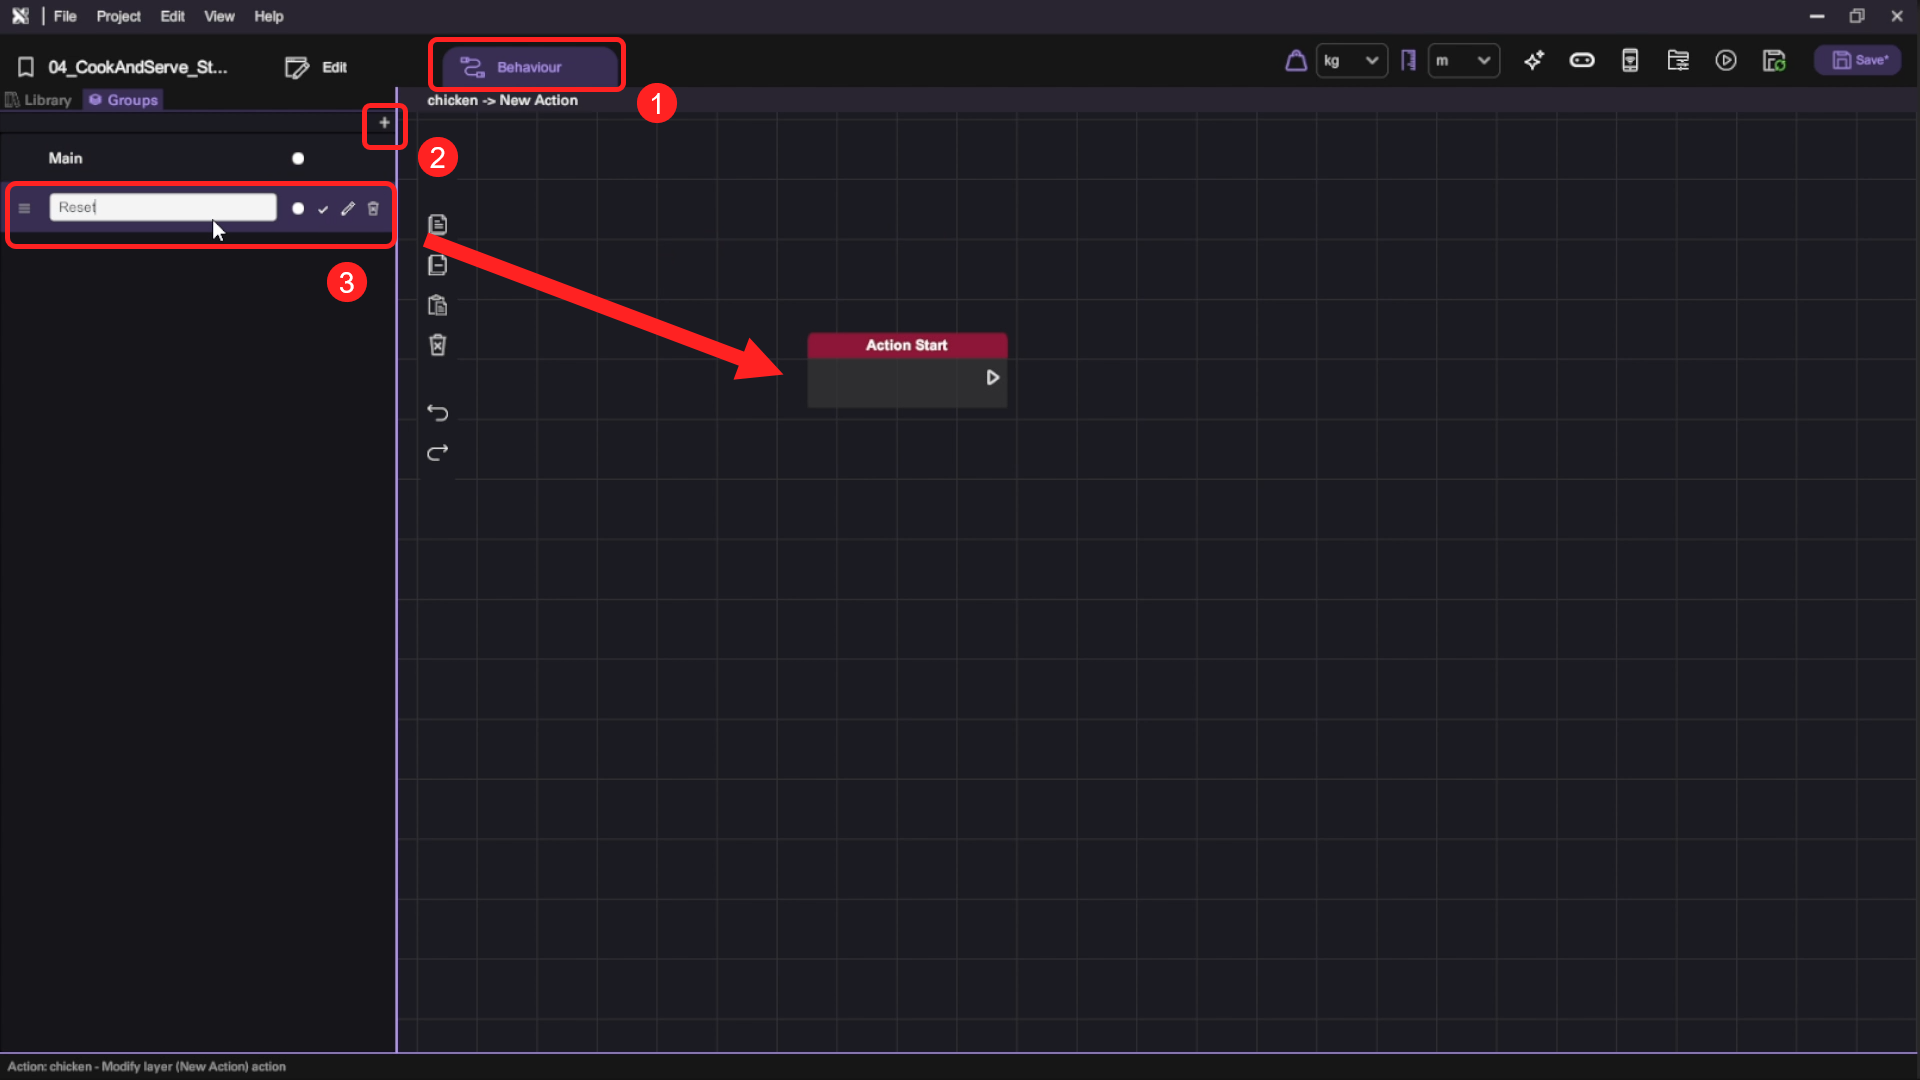 File Project Edit View Help
04_CookAndServe_St...
Edit
Behaviour
kg
m
Save*
Library
Groups
chicken -> New Action
1
+
2
Main
Reset
3
Action Start
Action: chicken - Modify layer (New Action) action